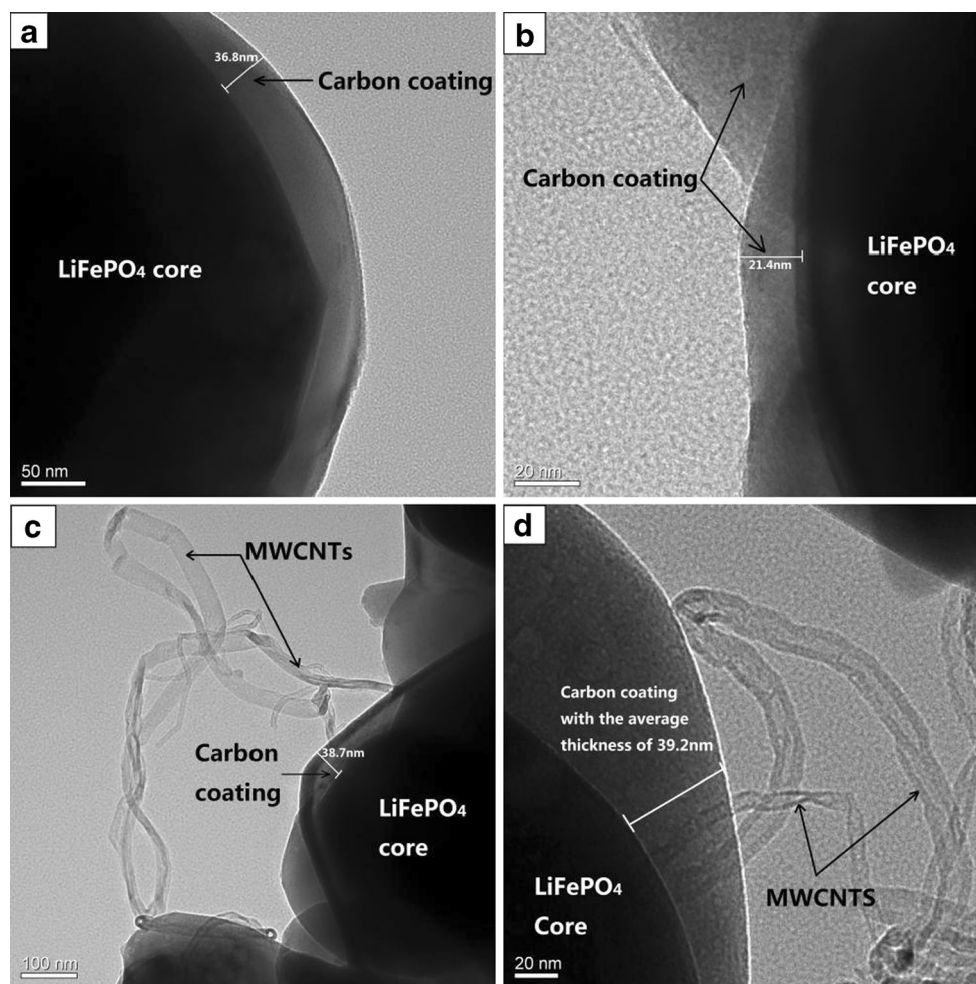 a
36.8nm
Carbon coating
LiFePO₄ core
50 nm
b
Carbon coating
21.4nm
LiFePO₄
core
20 nm
c
MWCNTs
38.7nm
Carbon
coating
LiFePO₄
core
100 nm
d
Carbon coating
with the average
thickness of 39.2nm
MWCNTS
LiFePO₄
Core
20 nm